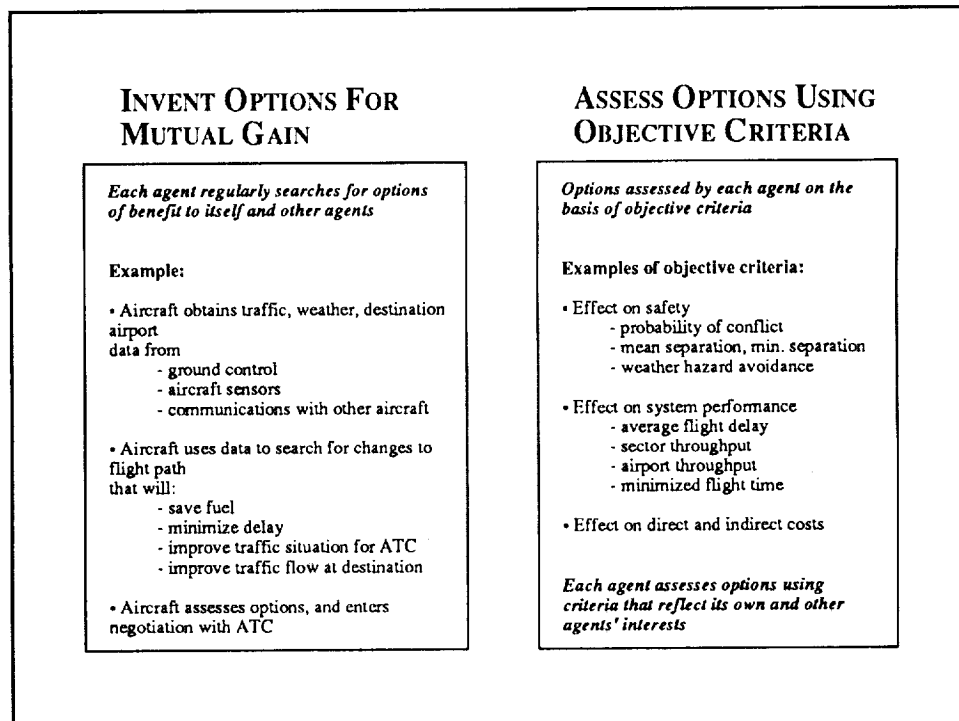 INVENT OPTIONS FOR
MUTUAL GAIN
Each agent regularly searches for options
of benefit to itself and other agents
Example:
• Aircraft obtains traffic, weather, destination
airport
data from
- ground control
- aircraft sensors
- communications with other aircraft
• Aircraft uses data to search for changes to
flight path
that will:
- save fuel
- minimize delay
- improve traffic situation for ATC
- improve traffic flow at destination
• Aircraft assesses options, and enters
negotiation with ATC
ASSESS OPTIONS USING
OBJECTIVE CRITERIA
Options assessed by each agent on the
basis of objective criteria
Examples of objective criteria:
• Effect on safety
- probability of conflict
- mean separation, min. separation
- weather hazard avoidance
• Effect on system performance
- average flight delay
- sector throughput
- airport throughput
- minimized flight time
• Effect on direct and indirect costs
Each agent assesses options using
criteria that reflect its own and other
agents' interests